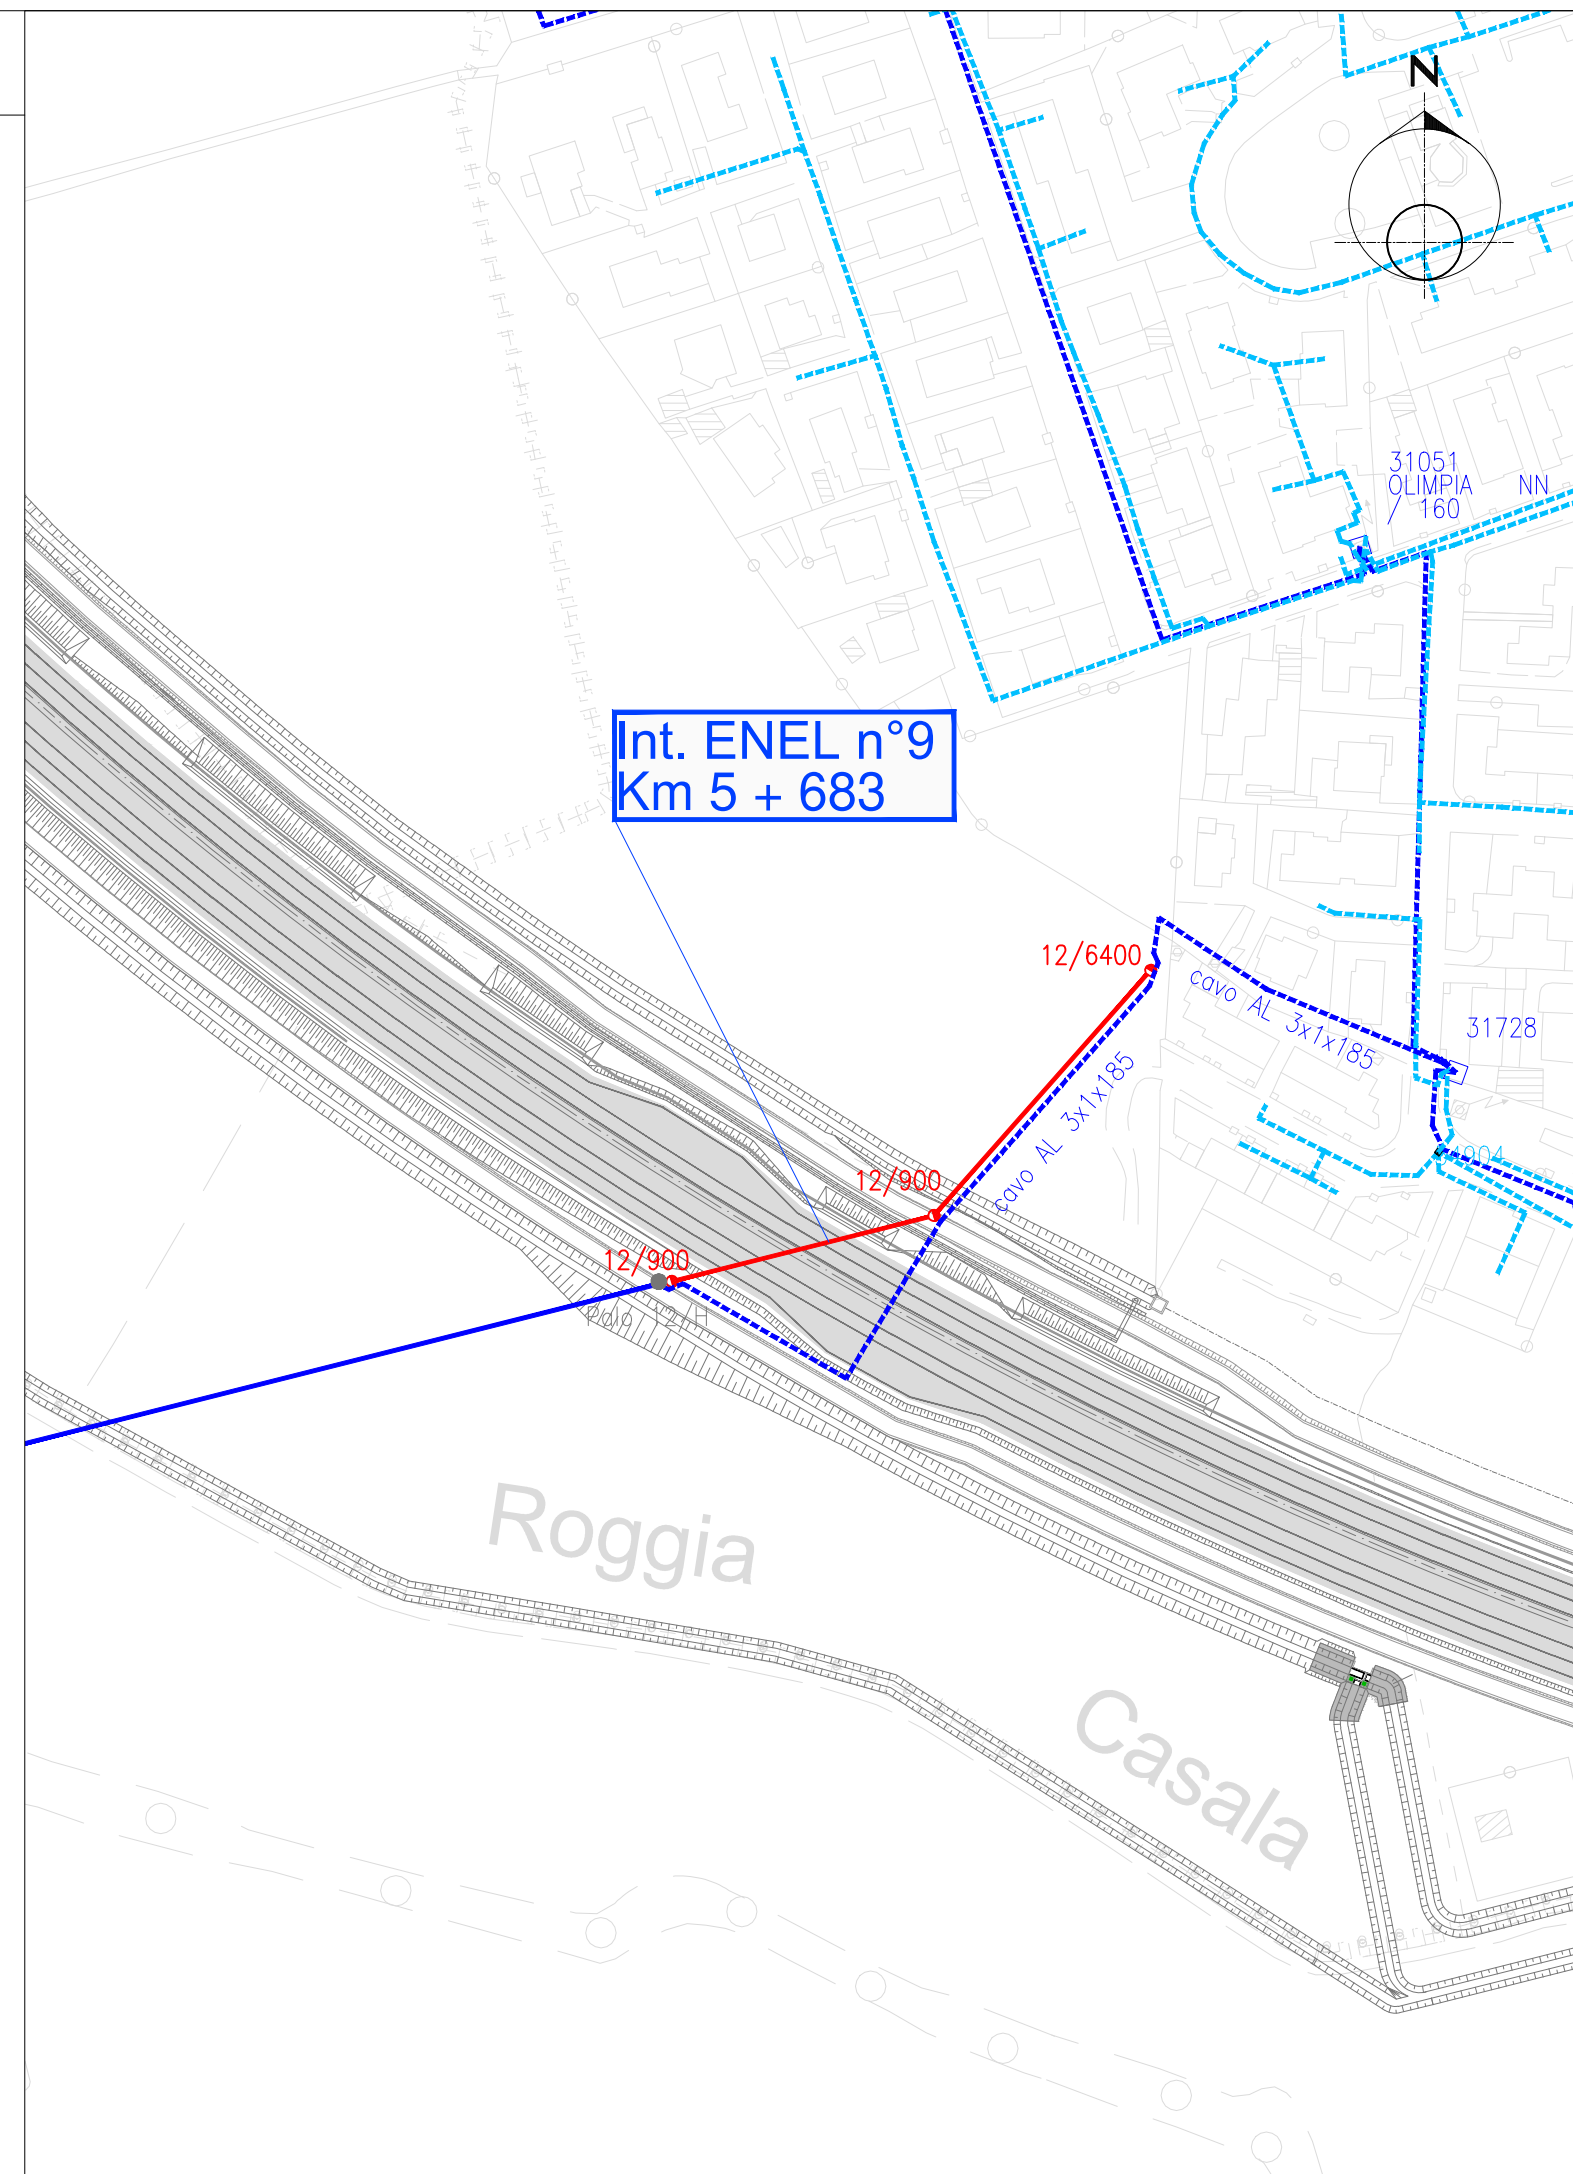 N
31051
OLIMPIA NN
/ 160
Int. ENEL n°9
Km 5 + 683
12/6400
cavo AL 3x1x185
31728
cavo AL 3x1x185
12/900
12/900
Palo 12/H
Roggia
Casala